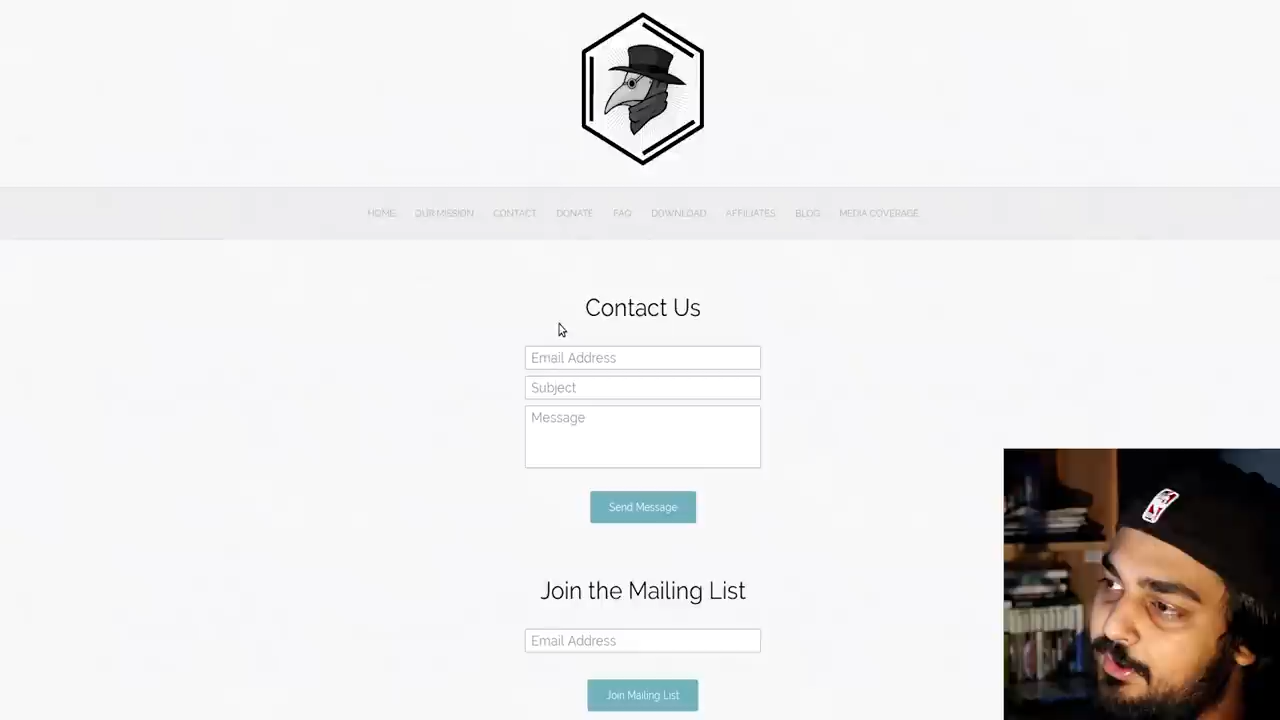 HOME OUR MISSION CONTACT DONATE FAQ DOWNLOAD AFFILIATES BLOG MEDIA COVERAGE
Contact Us
Email Address
Subject
Message
Send Message
Join the Mailing List
Email Address
Join Mailing List